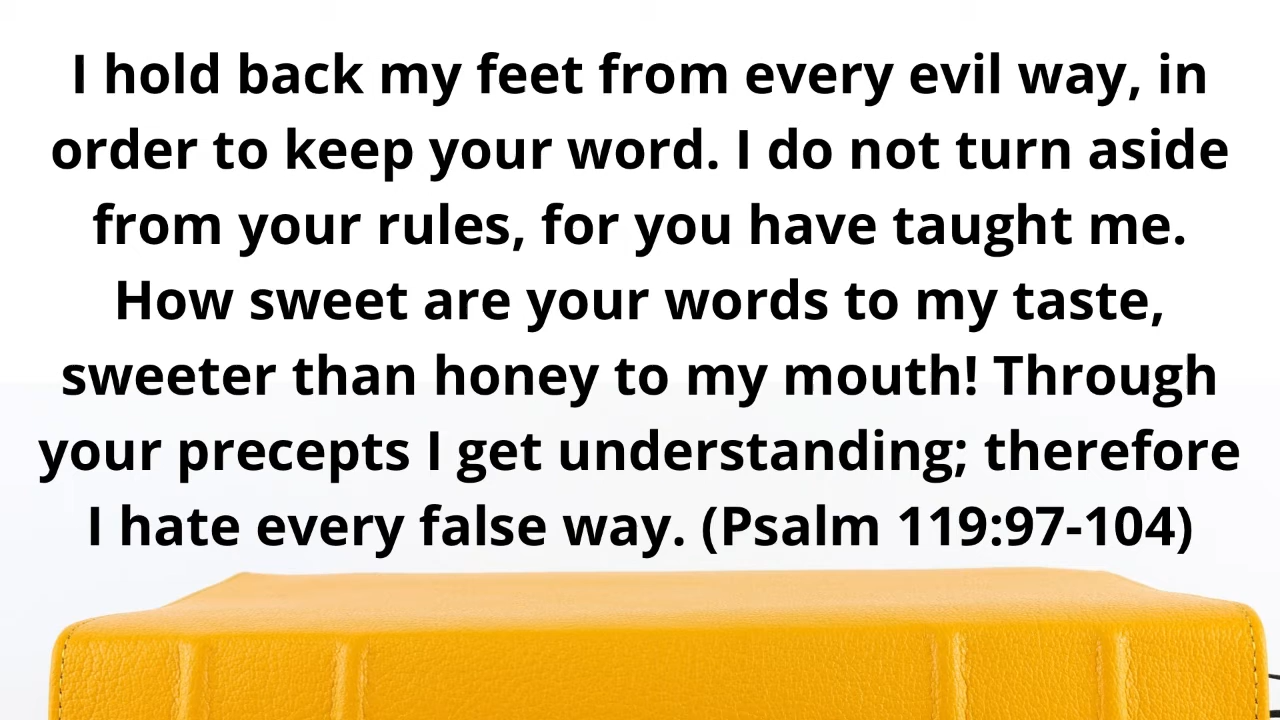 I hold back my feet from every evil way, in
order to keep your word. I do not turn aside
from your rules, for you have taught me.
How sweet are your words to my taste,
sweeter than honey to my mouth! Through
your precepts I get understanding; therefore
I hate every false way. (Psalm 119:97-104)